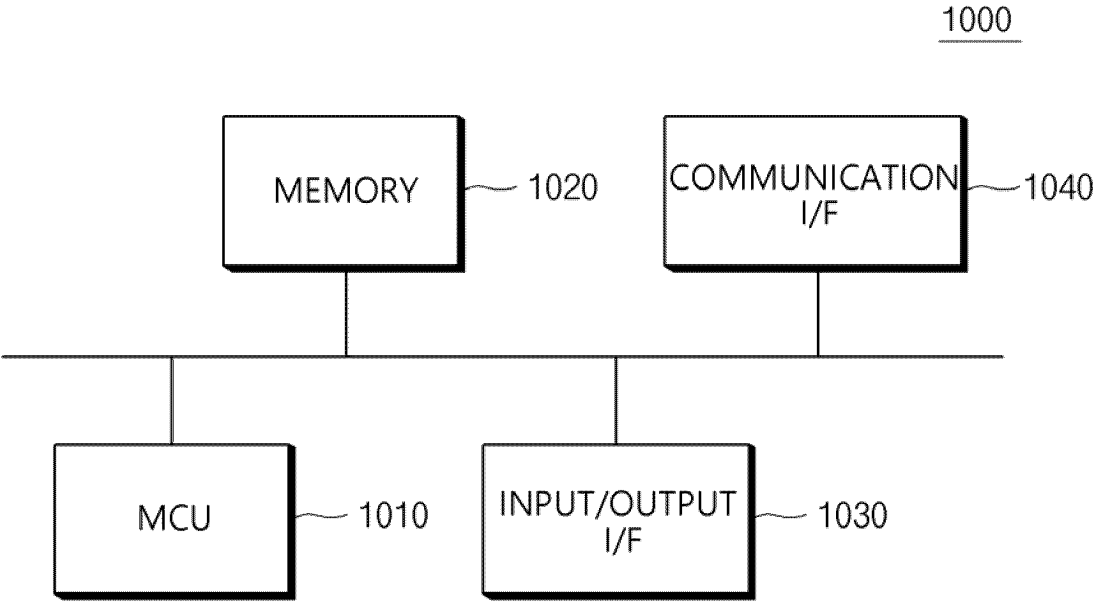 1000
MEMORY
1020
COMMUNICATION
I/F
1040
MCU
1010
INPUT/OUTPUT
I/F
1030